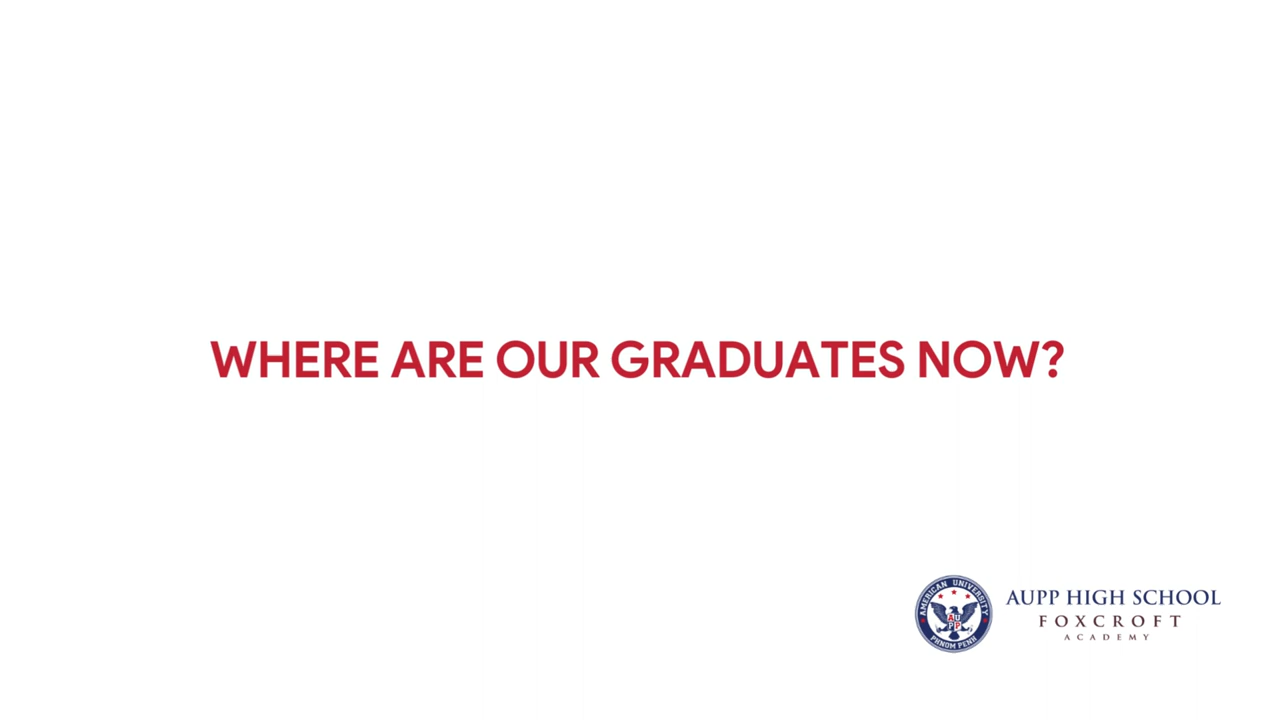 WHERE ARE OUR GRADUATES NOW?
AMERICAN UNIVERSITY
AUPP
PHNOM PENH
AUPP HIGH SCHOOL
FOXCROFT
ACADEMY